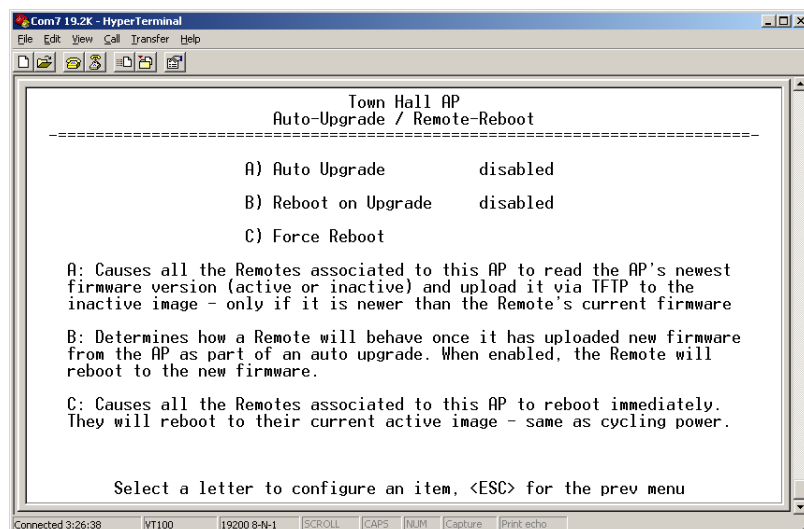 Com7 19.2K - HyperTerminal
File Edit View Call Transfer Help
Town Hall AP
Auto-Upgrade / Remote-Reboot
-==========================================================================-
A) Auto Upgrade disabled
B) Reboot on Upgrade disabled
C) Force Reboot
A: Causes all the Remotes associated to this AP to read the AP's newest
firmware version (active or inactive) and upload it via TFTP to the
inactive image - only if it is newer than the Remote's current firmware
B: Determines how a Remote will behave once it has uploaded new firmware
from the AP as part of an auto upgrade. When enabled, the Remote will
reboot to the new firmware.
C: Causes all the Remotes associated to this AP to reboot immediately.
They will reboot to their current active image - same as cycling power.
Select a letter to configure an item, <ESC> for the prev menu
Connected 3:26:38 VT100 19200 8-N-1 SCROLL CAPS NUM Capture Print echo